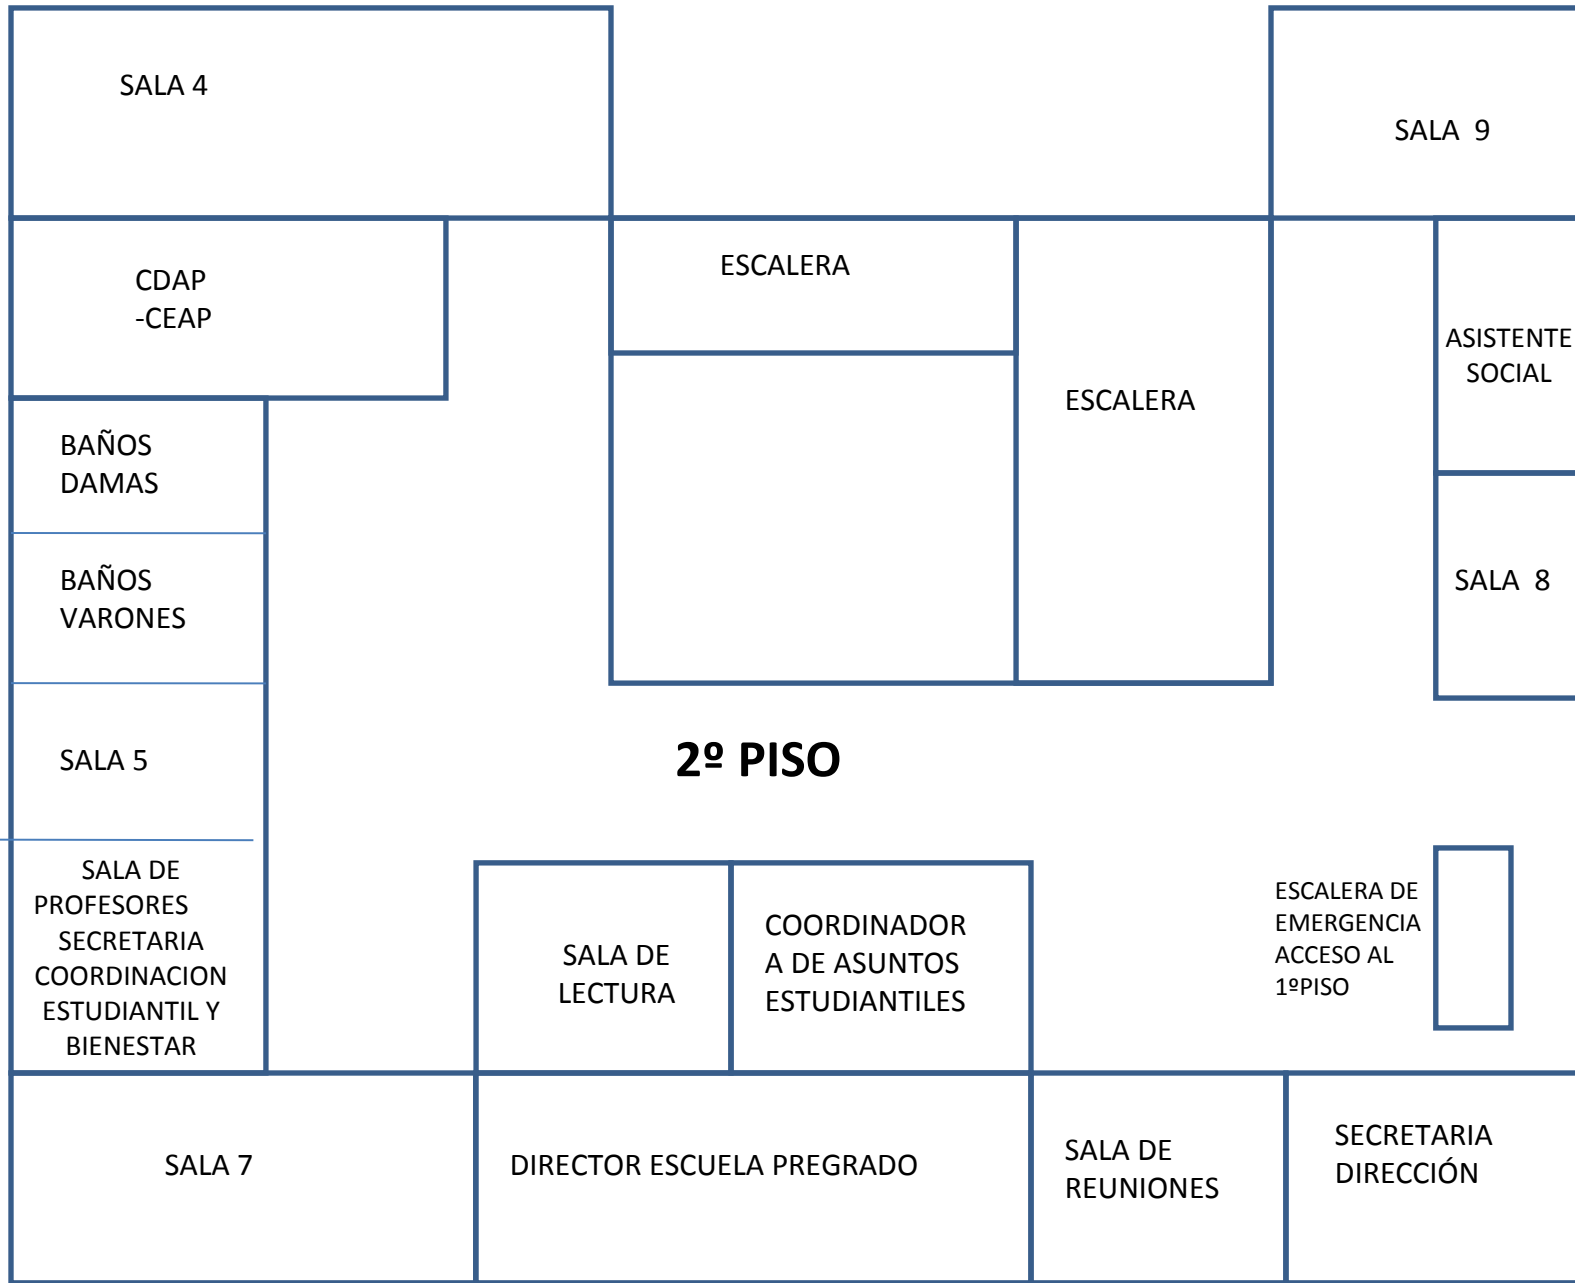 SALA 4
SALA  9
CDAP
-CEAP
ESCALERA
ESCALERA
ASISTENTE
SOCIAL
BAÑOS
DAMAS
BAÑOS
VARONES
SALA  8
SALA 5
2º PISO
SALA DE
PROFESORES
SECRETARIA
COORDINACION
ESTUDIANTIL Y
BIENESTAR
SALA DE
LECTURA
COORDINADOR
A DE ASUNTOS
ESTUDIANTILES
ESCALERA DE
EMERGENCIA
ACCESO AL
1ºPISO
SALA 7
DIRECTOR ESCUELA PREGRADO
SALA DE
REUNIONES
SECRETARIA
DIRECCIÓN